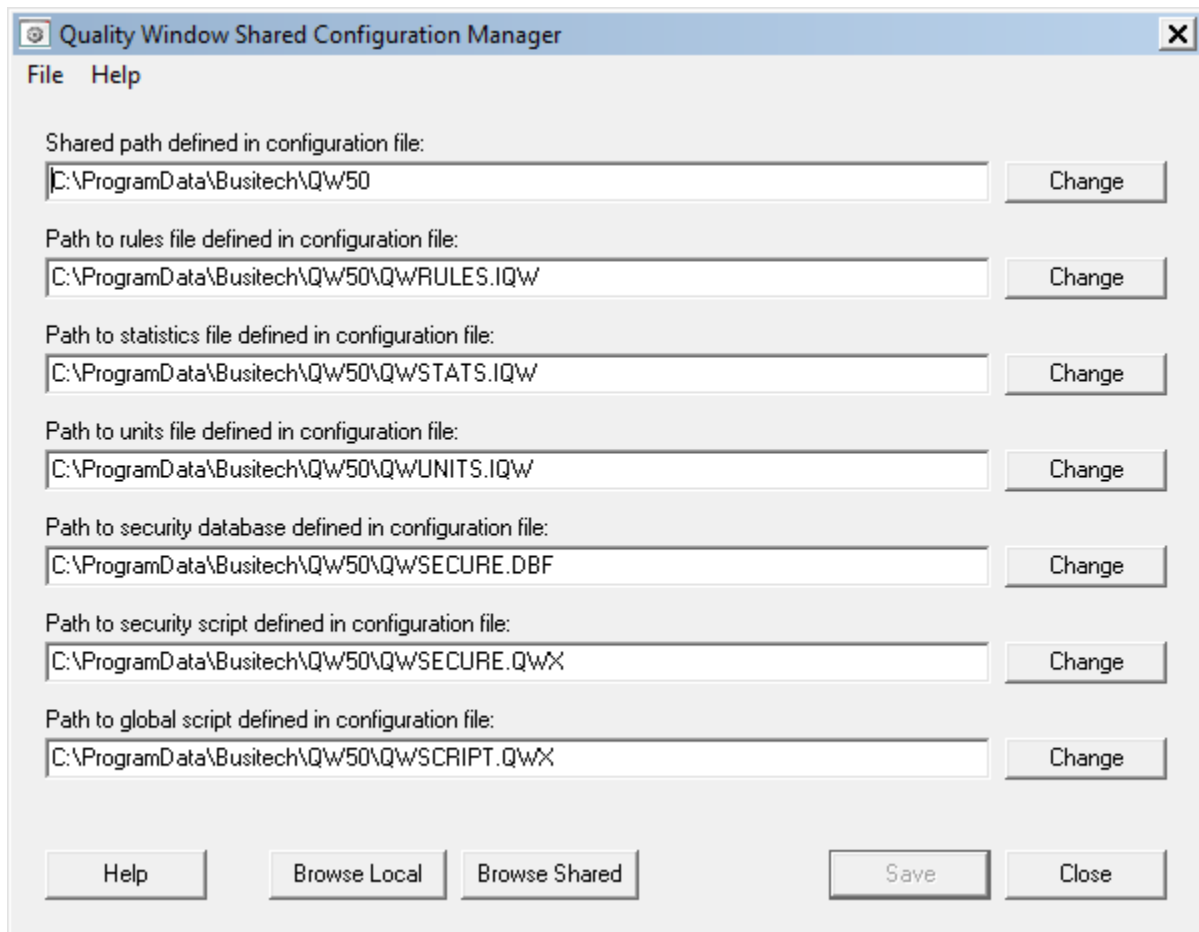 Quality Window Shared Configuration Manager
File Help
Shared path defined in configuration file:
C:\ProgramData\Busitech\QW50
Change
Path to rules file defined in configuration file:
C:\ProgramData\Busitech\QW50\QWRULES.IQW
Change
Path to statistics file defined in configuration file:
C:\ProgramData\Busitech\QW50\QWSTATS.IQW
Change
Path to units file defined in configuration file:
C:\ProgramData\Busitech\QW50\QWUNITS.IQW
Change
Path to security database defined in configuration file:
C:\ProgramData\Busitech\QW50\QWSECURE.DBF
Change
Path to security script defined in configuration file:
C:\ProgramData\Busitech\QW50\QWSECURE.QWX
Change
Path to global script defined in configuration file:
C:\ProgramData\Busitech\QW50\QWSCRIPT.QWX
Change
Help Browse Local Browse Shared Save Close